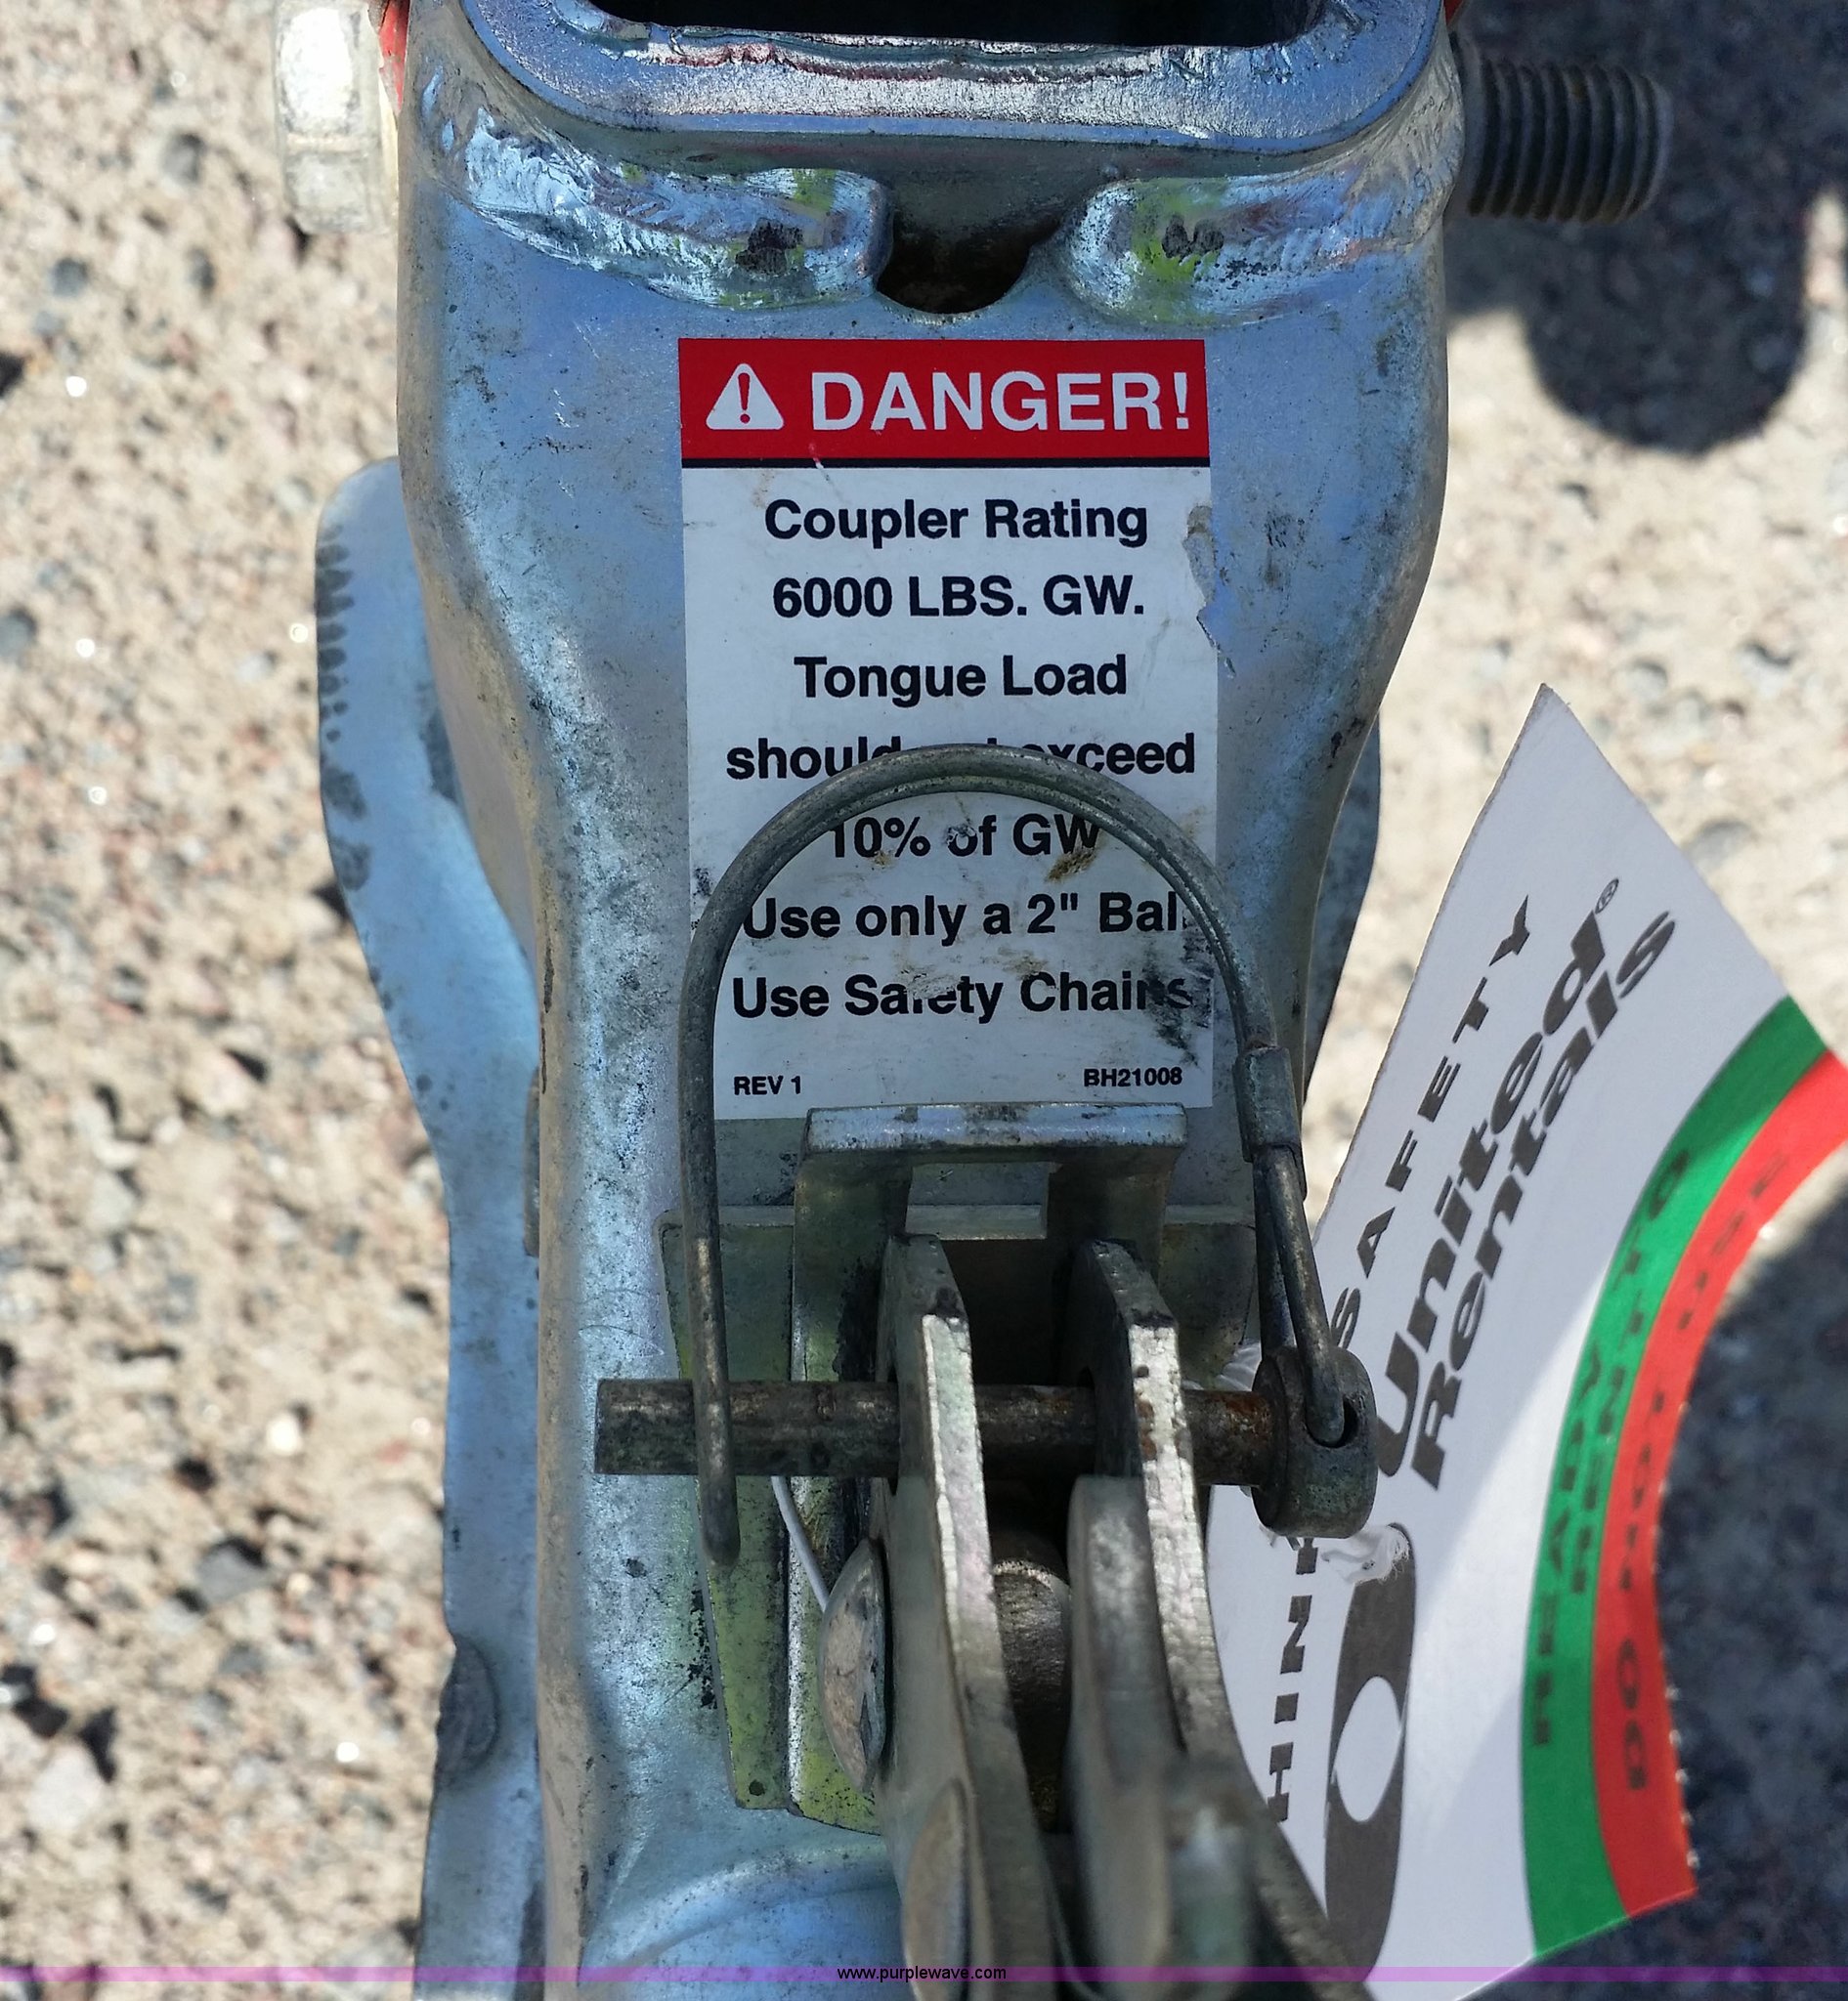 DANGER!
Coupler Rating
6000 LBS. GW.
Tongue Load
should exceed
10% of GW
Use only a 2" Ball
Use Safety Chains
REV 1 BH21008
SAFETY
United®
Rentals
www.purplewave.com